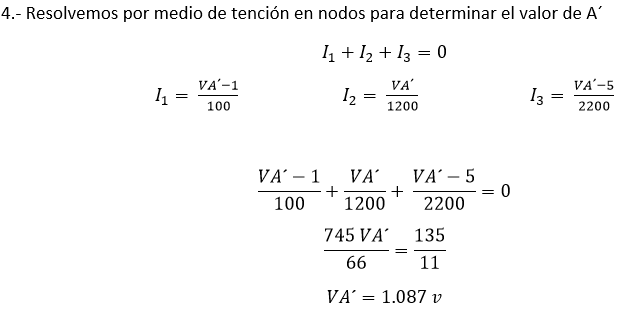 4.- Resolvemos por medio de tención en nodos para determinar el valor de A´
I₁ + I₂ + I₃ = 0
I₁ = (VA´−1)/100    I₂ = VA´/1200    I₃ = (VA´−5)/2200
(VA´ − 1)/100 + VA´/1200 + (VA´ − 5)/2200 = 0
745 VA´/66 = 135/11
VA´ = 1.087 v